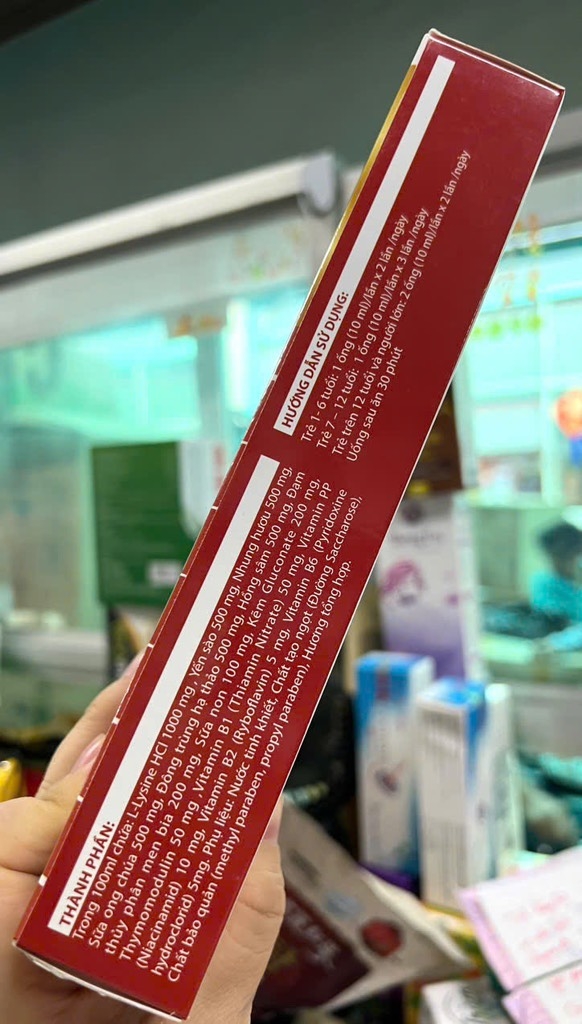 THÀNH PHẦN:
Trong 100ml chứa: L-Lysine HCl 1000 mg, Yến sào 500 mg, Nhung hươu 500 mg,
Sữa ong chúa 500 mg, Đông trùng hạ thảo 500 mg, Hồng sâm 500 mg, Đạm
thủy phân men bia 200 mg, Sữa non 100 mg, Kẽm Gluconate 200 mg,
Thynomodulin 50 mg, Vitamin B1 (Thiamin Nitrate) 50 mg, Vitamin PP
(Niacinamid) 10 mg, Vitamin B2 (Ryboflavin) 5 mg, Vitamin B6 (Pyridoxine
hydroclorid) 5mg. Phụ liệu: Nước tinh khiết, Chất tạo ngọt (Đường Saccharose),
Chất bảo quản (methyl paraben, propyl paraben), Hương tổng hợp.
HƯỚNG DẪN SỬ DỤNG:
Trẻ 1- 6 tuổi: 1 ống (10 ml)/lần x 2 lần /ngày
Trẻ 7 - 12 tuổi: 1 ống (10 ml)/lần x 3 lần /ngày
Trẻ trên 12 tuổi và người lớn: 2 ống (10 ml)/lần x 2 lần /ngày
Uống sau ăn 30 phút